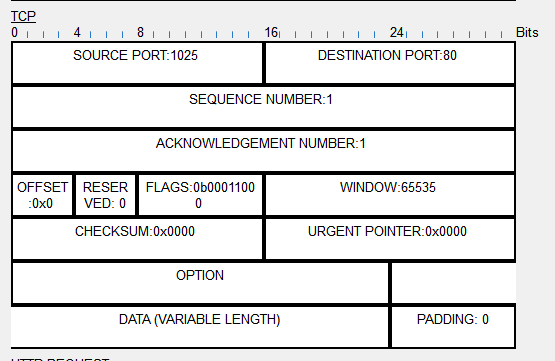 TCP
0 4 8 16 24 Bits
SOURCE PORT:1025 DESTINATION PORT:80
SEQUENCE NUMBER:1
ACKNOWLEDGEMENT NUMBER:1
OFFSET RESER FLAGS:0b0001100 WINDOW:65535
:0x0 VED: 0 0
CHECKSUM:0x0000 URGENT POINTER:0x0000
OPTION
DATA (VARIABLE LENGTH) PADDING: 0
HTTP REQUEST